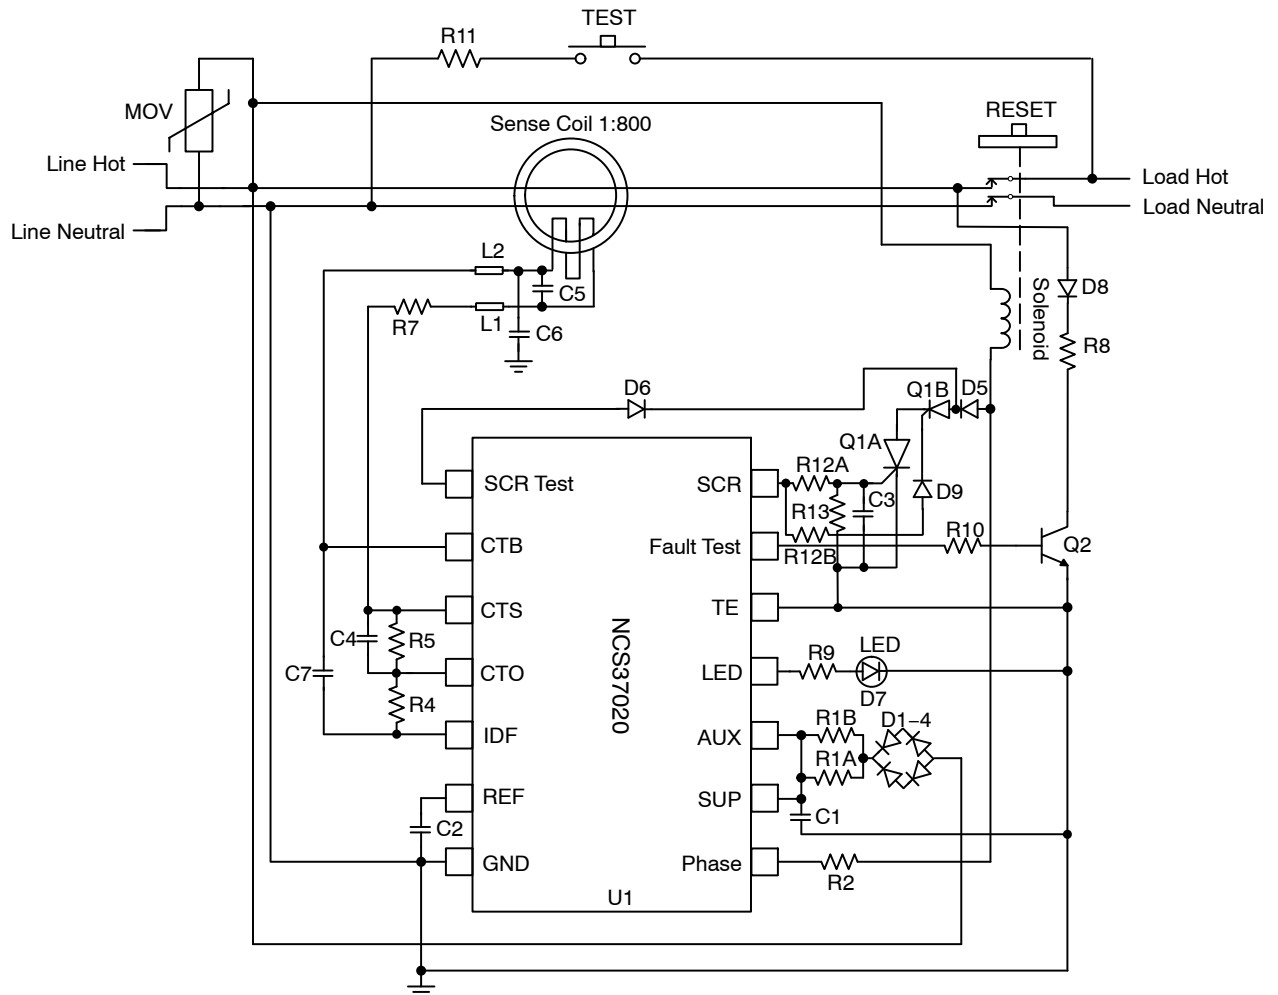 TEST
R11
MOV
RESET
Sense Coil 1:800
Line Hot
Load Hot
Load Neutral
Line Neutral
L2
C5
Solenoid
D8
R7
L1
C6
R8
D6
Q1B
D5
Q1A
R12A
SCR Test
SCR
C3
D9
R13
R10
CTB
Fault Test
R12B
Q2
CTS
TE
C4
R5
NCS37020
R9
LED
C7
CTO
LED
D7
R4
R1B
D1–4
IDF
AUX
R1A
REF
SUP
C2
C1
GND
Phase
R2
U1